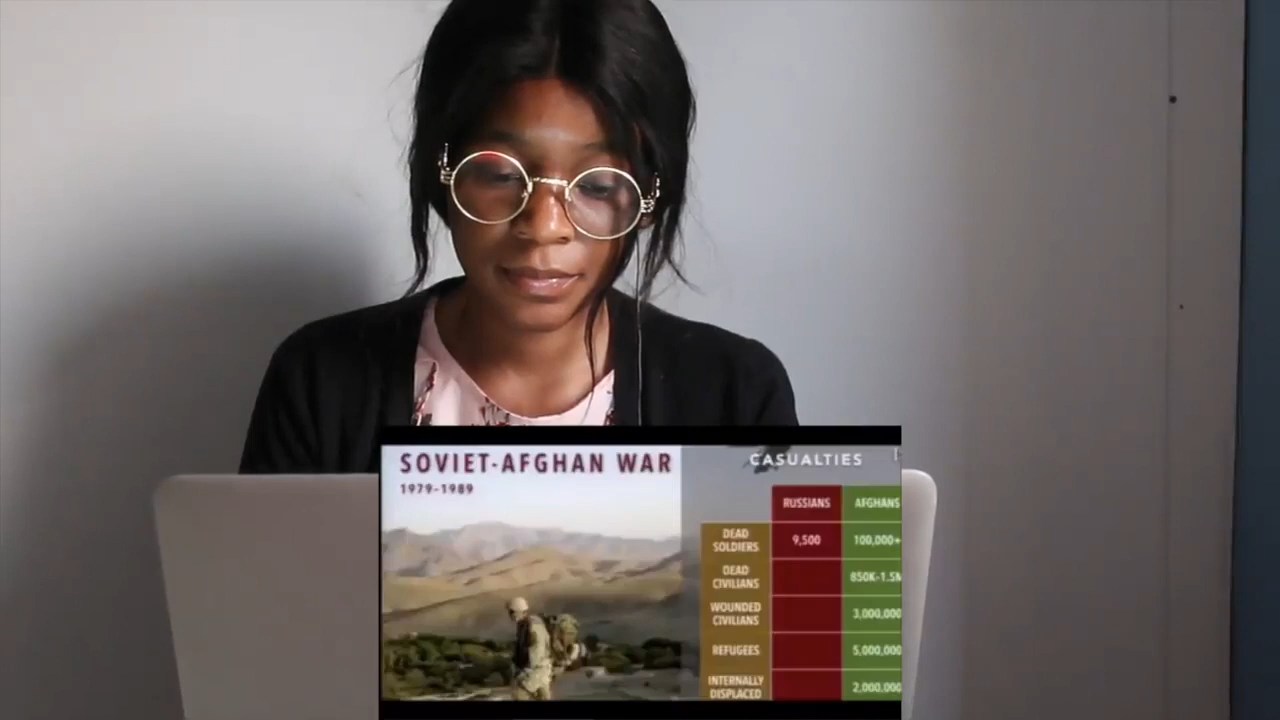 SOVIET-AFGHAN WAR
1979-1989
CASUALTIES
RUSSIANS AFGHANS
DEAD SOLDIERS 9,500 100,000+
DEAD CIVILIANS 850K-1.5M
WOUNDED CIVILIANS 3,000,000
REFUGEES 5,000,000
INTERNALLY DISPLACED 2,000,000